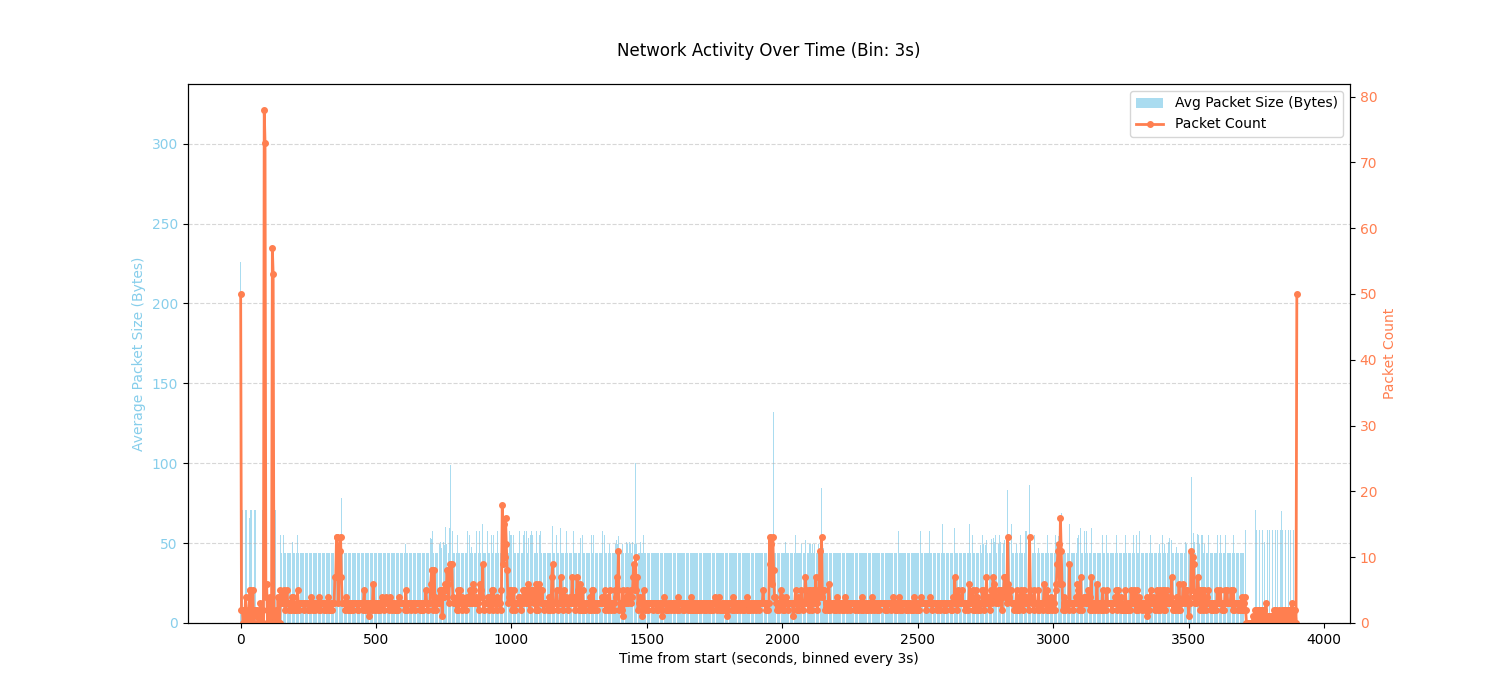 Network Activity Over Time (Bin: 3s)
Avg Packet Size (Bytes)
Packet Count
Average Packet Size (Bytes)
300
250
200
150
100
50
0
80
70
60
50
40
30
20
10
0
Packet Count
0 500 1000 1500 2000 2500 3000 3500 4000
Time from start (seconds, binned every 3s)